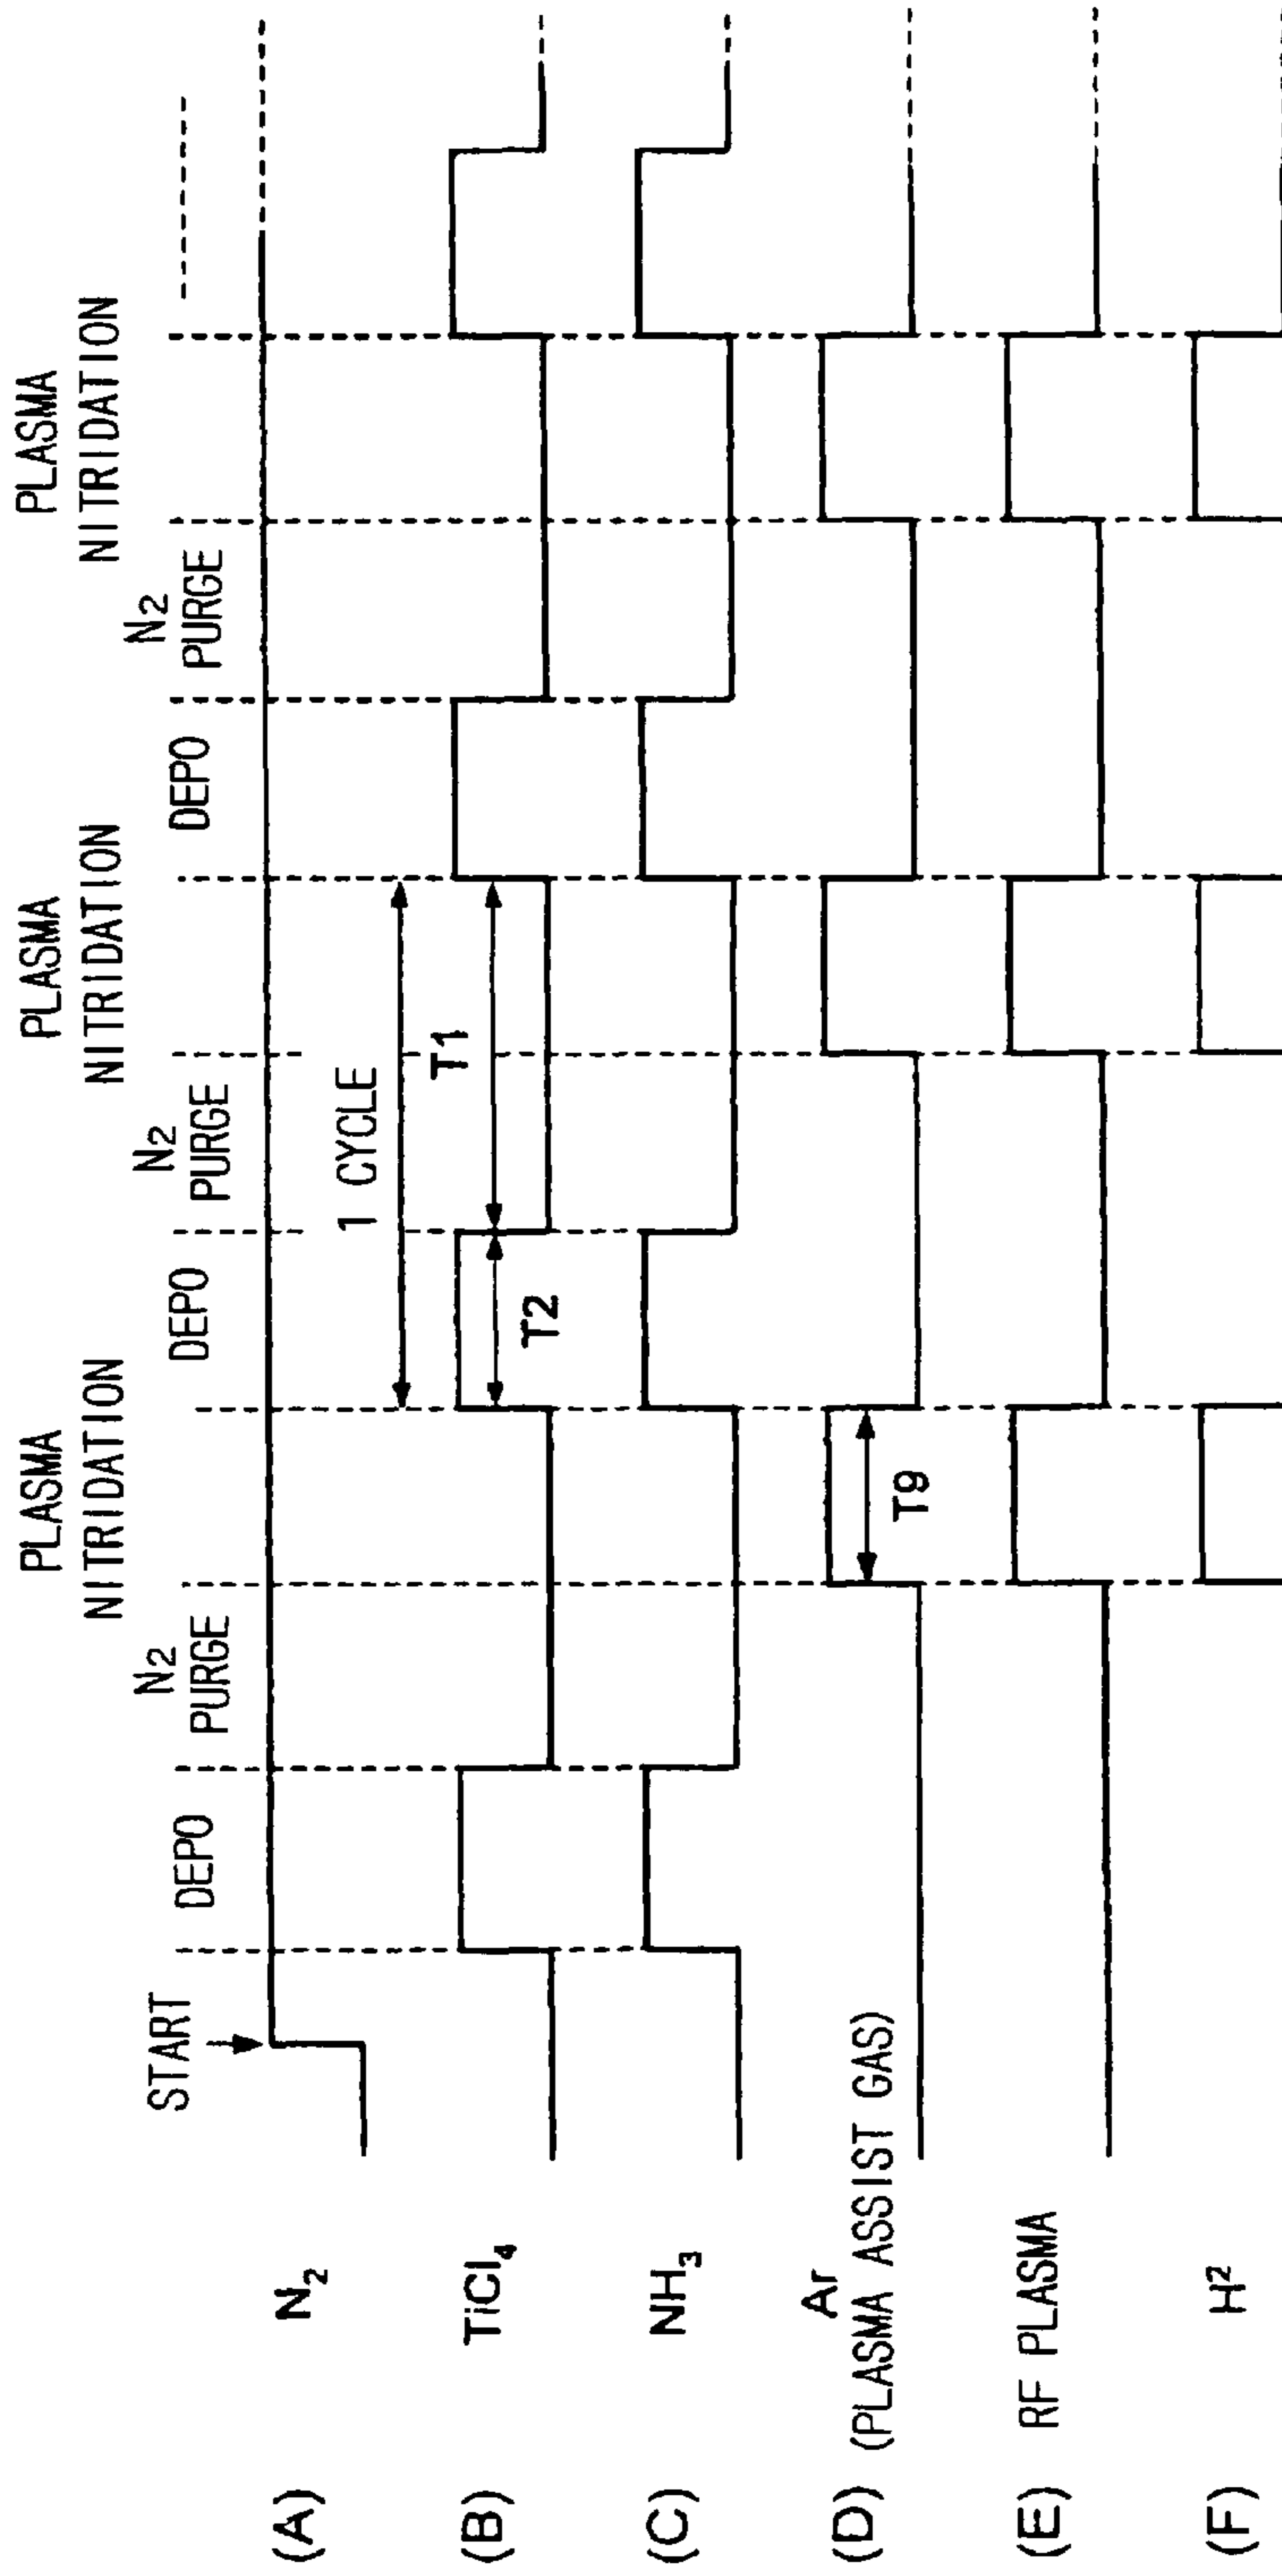 PLASMA
NITRIDATION
PLASMA
NITRIDATION
PLASMA
NITRIDATION
START
DEPO
N2
PURGE
DEPO
N2
PURGE
DEPO
N2
PURGE
(A) N₂
1 CYCLE
(B) TiCl₄
T2
T1
(C) NH₃
(D) Ar
(PLASMA ASSIST GAS)
T9
(E) RF PLASMA
(F) H²